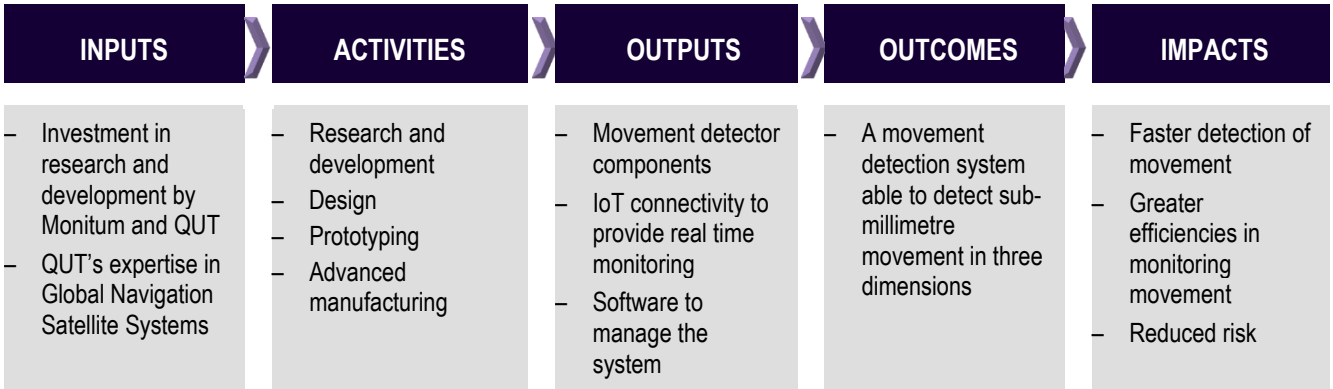 INPUTS
ACTIVITIES
OUTPUTS
OUTCOMES
IMPACTS
– Investment in
research and
development by
Monitum and QUT
– QUT’s expertise in
Global Navigation
Satellite Systems
– Research and
development
– Design
– Prototyping
– Advanced
manufacturing
– Movement detector
components
– IoT connectivity to
provide real time
monitoring
– Software to
manage the
system
– A movement
detection system
able to detect sub-
millimetre
movement in three
dimensions
– Faster detection of
movement
– Greater
efficiencies in
monitoring
movement
– Reduced risk